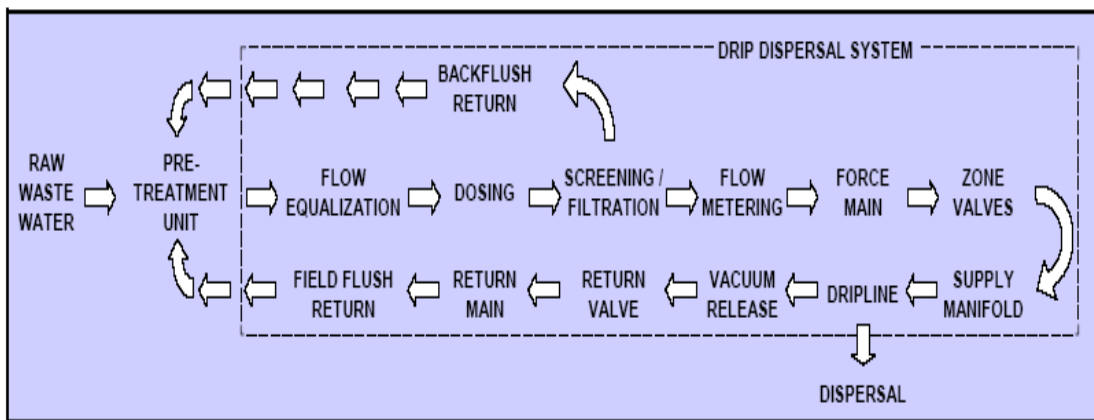 DRIP DISPERSAL SYSTEM
BACKFLUSH
RETURN
RAW
WASTE
WATER
PRE-
TREATMENT
UNIT
FLOW
EQUALIZATION
DOSING
SCREENING /
FILTRATION
FLOW
METERING
FORCE
MAIN
ZONE
VALVES
SUPPLY
MANIFOLD
DRIPLINE
VACUUM
RELEASE
RETURN
VALVE
RETURN
MAIN
FIELD FLUSH
RETURN
DISPERSAL